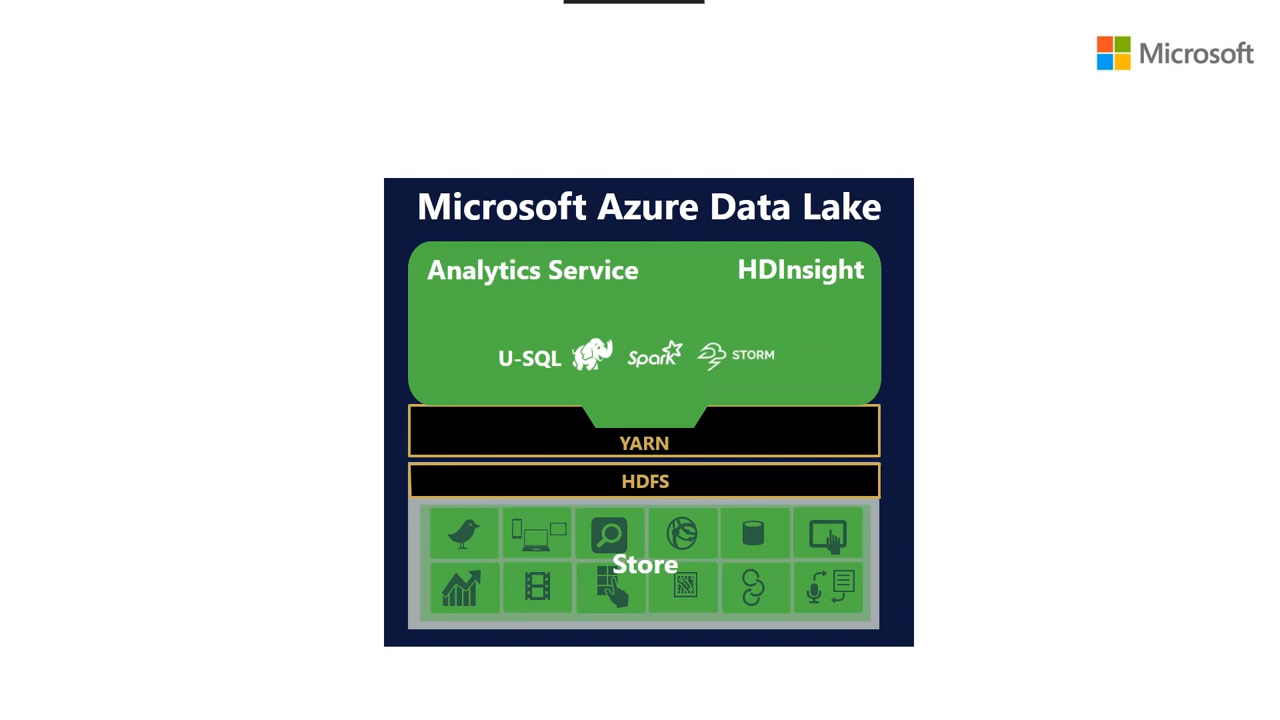 Microsoft
Microsoft Azure Data Lake
Analytics Service HDInsight
U-SQL Spark STORM
YARN
HDFS
Store